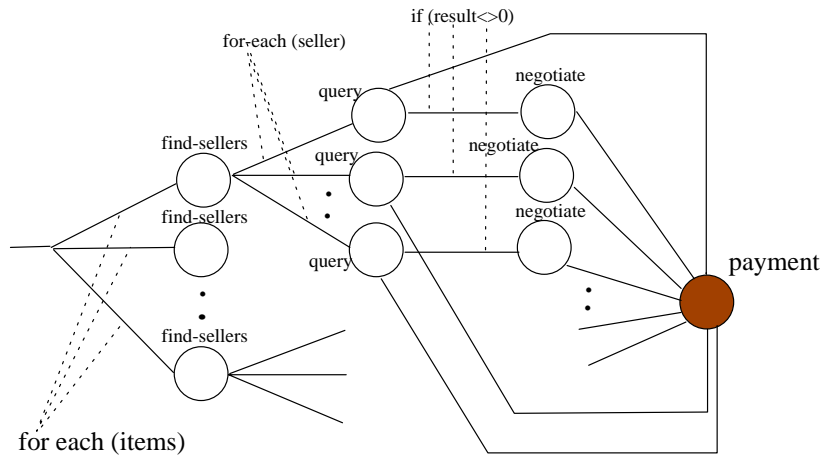 if (result<>0)
for-each (seller)
query
negotiate
find-sellers
query
negotiate
find-sellers
negotiate
query
payment
find-sellers
for each (items)